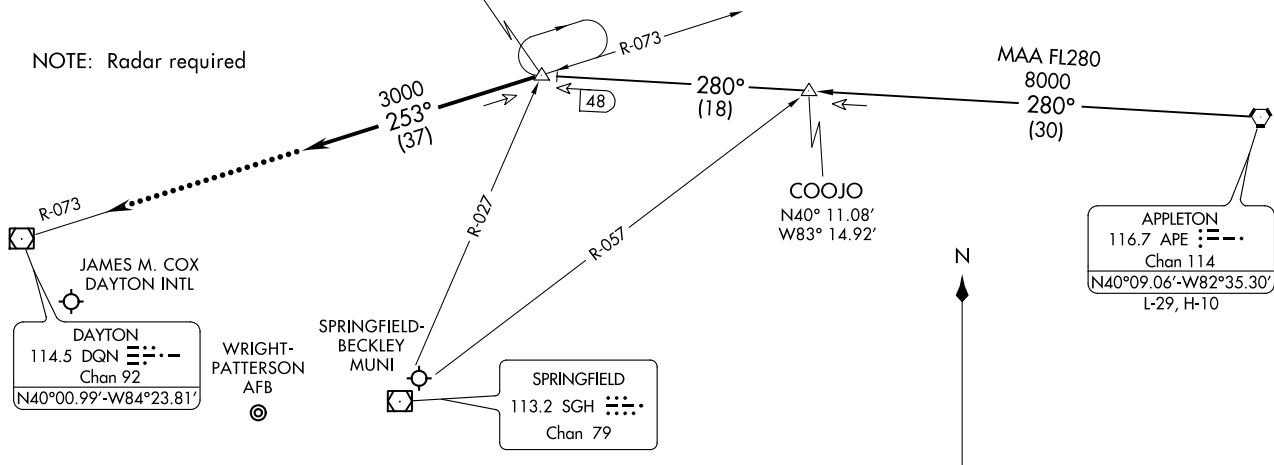 NOTE: Radar required
R-073
MAA FL280
8000
280°
(30)
3000
253°
(37)
48
280°
(18)
COOJO
N40° 11.08'
W83° 14.92'
APPLETON
116.7 APE
Chan 114
N40°09.06'-W82°35.30'
L-29, H-10
R-073
R-027
R-057
N
JAMES M. COX
DAYTON INTL
DAYTON
114.5 DQN
Chan 92
N40°00.99'-W84°23.81'
WRIGHT-
PATTERSON
AFB
SPRINGFIELD-
BECKLEY
MUNI
SPRINGFIELD
113.2 SGH
Chan 79